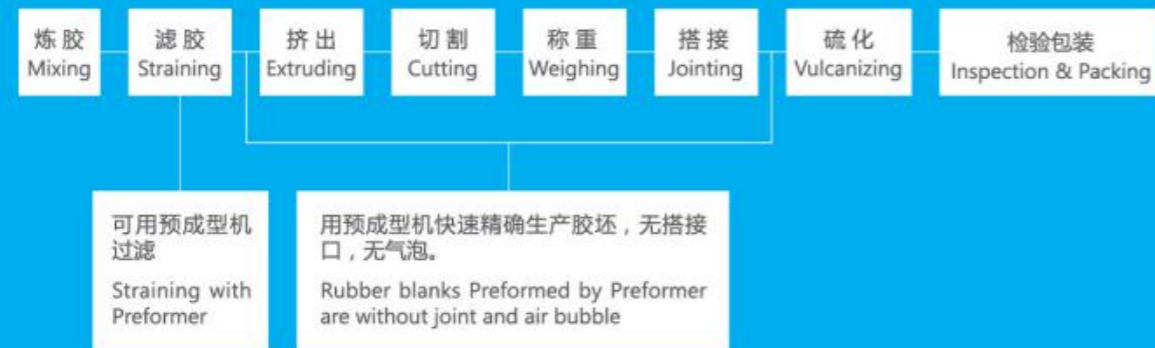 炼胶
Mixing
滤胶
Straining
挤出
Extruding
切割
Cutting
称重
Weighing
搭接
Jointing
硫化
Vulcanizing
检验包装
Inspection & Packing
可用预成型机
过滤
Straining with
Preformer
用预成型机快速精确生产胶坯，无搭接
口，无气泡。
Rubber blanks Preformed by Preformer
are without joint and air bubble